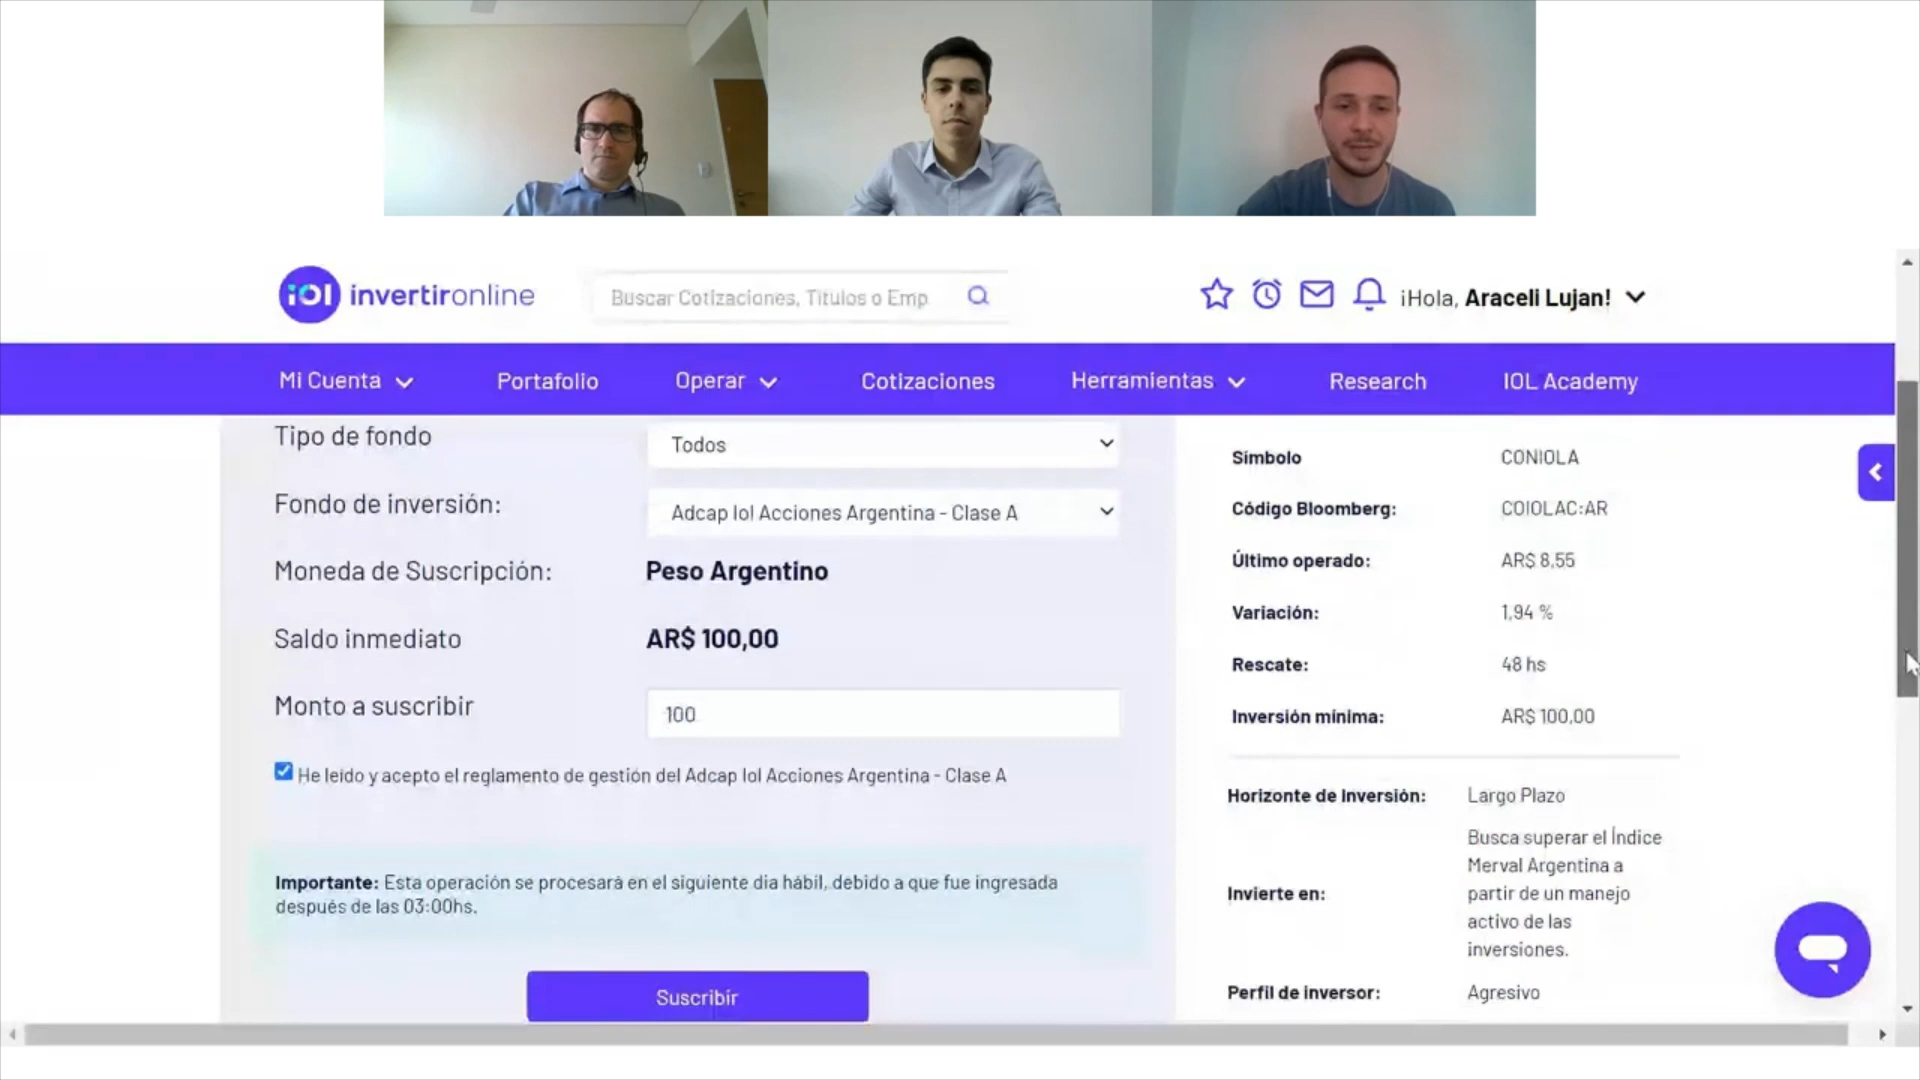 iOl invertironline
Buscar Cotizaciones, Títulos o Emp
¡Hola, Araceli Lujan!
Mi Cuenta
Portafolio
Operar
Cotizaciones
Herramientas
Research
IOL Academy
Tipo de fondo
Todos
Fondo de inversión:
Adcap Iol Acciones Argentina - Clase A
Moneda de Suscripción:
Peso Argentino
Saldo inmediato
ARS 100,00
Monto a suscribir
100
He leído y acepto el reglamento de gestión del Adcap Iol Acciones Argentina - Clase A
Importante: Esta operación se procesará en el siguiente día hábil, debido a que fue ingresada
después de las 03:00hs.
Suscribir
Símbolo
CONIOLA
Código Bloomberg:
COIOLAC:AR
Último operado:
ARS 8,55
Variación:
1,94 %
Rescate:
48 hs
Inversión mínima:
ARS 100,00
Horizonte de Inversión:
Largo Plazo
Invierte en:
Busca superar el Índice
Merval Argentina a
partir de un manejo
activo de las
inversiones.
Perfil de inversor:
Agresivo